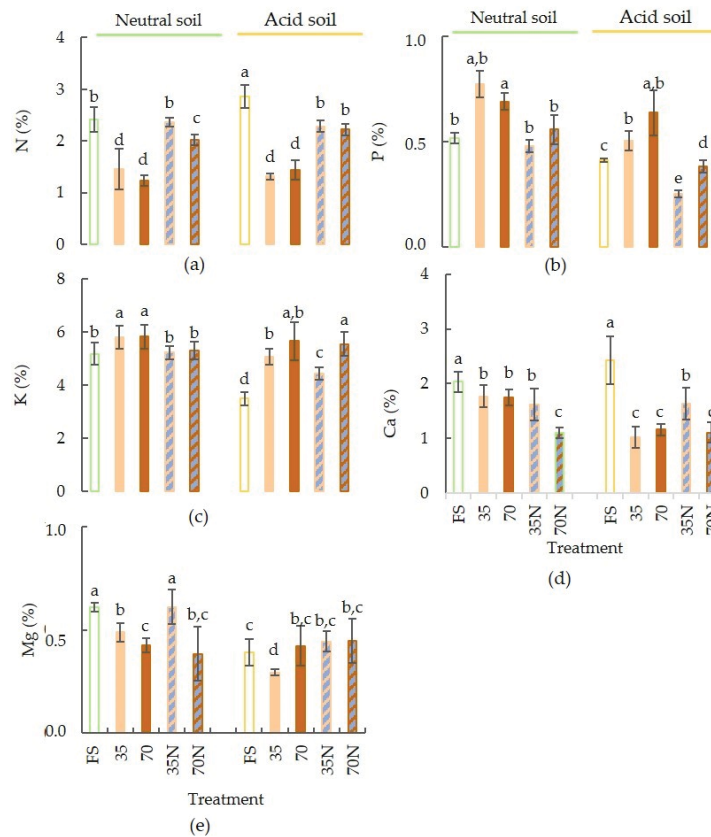 Neutral soil Acid soil
4
3
2
1
0
N (%)
b
d
d
b
c
a
d
d
b
b
(a)
Neutral soil Acid soil
1.0
0.5
0.0
P (%)
b
a,b
a
b
b
c
b
a,b
e
d
(b)
8
6
4
2
0
K (%)
b
a
a
b
b
d
b
a,b
c
a
(c)
4
3
2
1
0
Ca (%)
a
b
b
b
c
a
c
c
b
c
FS 35 70 35N 70N FS 35 70 35N 70N
Treatment
(d)
1.0
0.5
0.0
Mg (%)
a
b
c
a
b,c
c
d
b,c
b,c
b,c
FS 35 70 35N 70N FS 35 70 35N 70N
Treatment
(e)